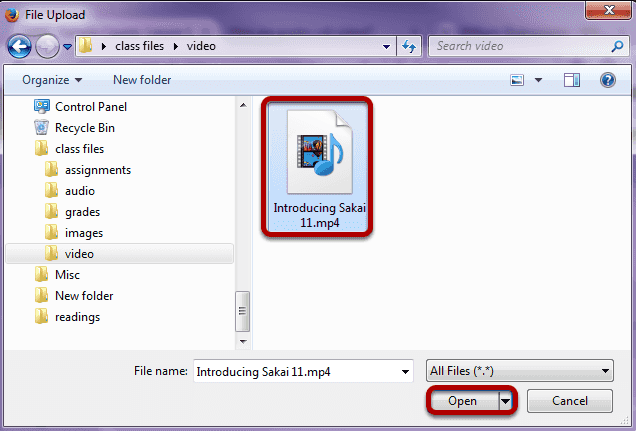 File Upload
class files
video
Search video
Organize
New folder
Control Panel
Recycle Bin
class files
assignments
audio
grades
images
video
Misc
New folder
readings
Introducing Sakai
11.mp4
File name: Introducing Sakai 11.mp4
All Files (*.*)
Open
Cancel